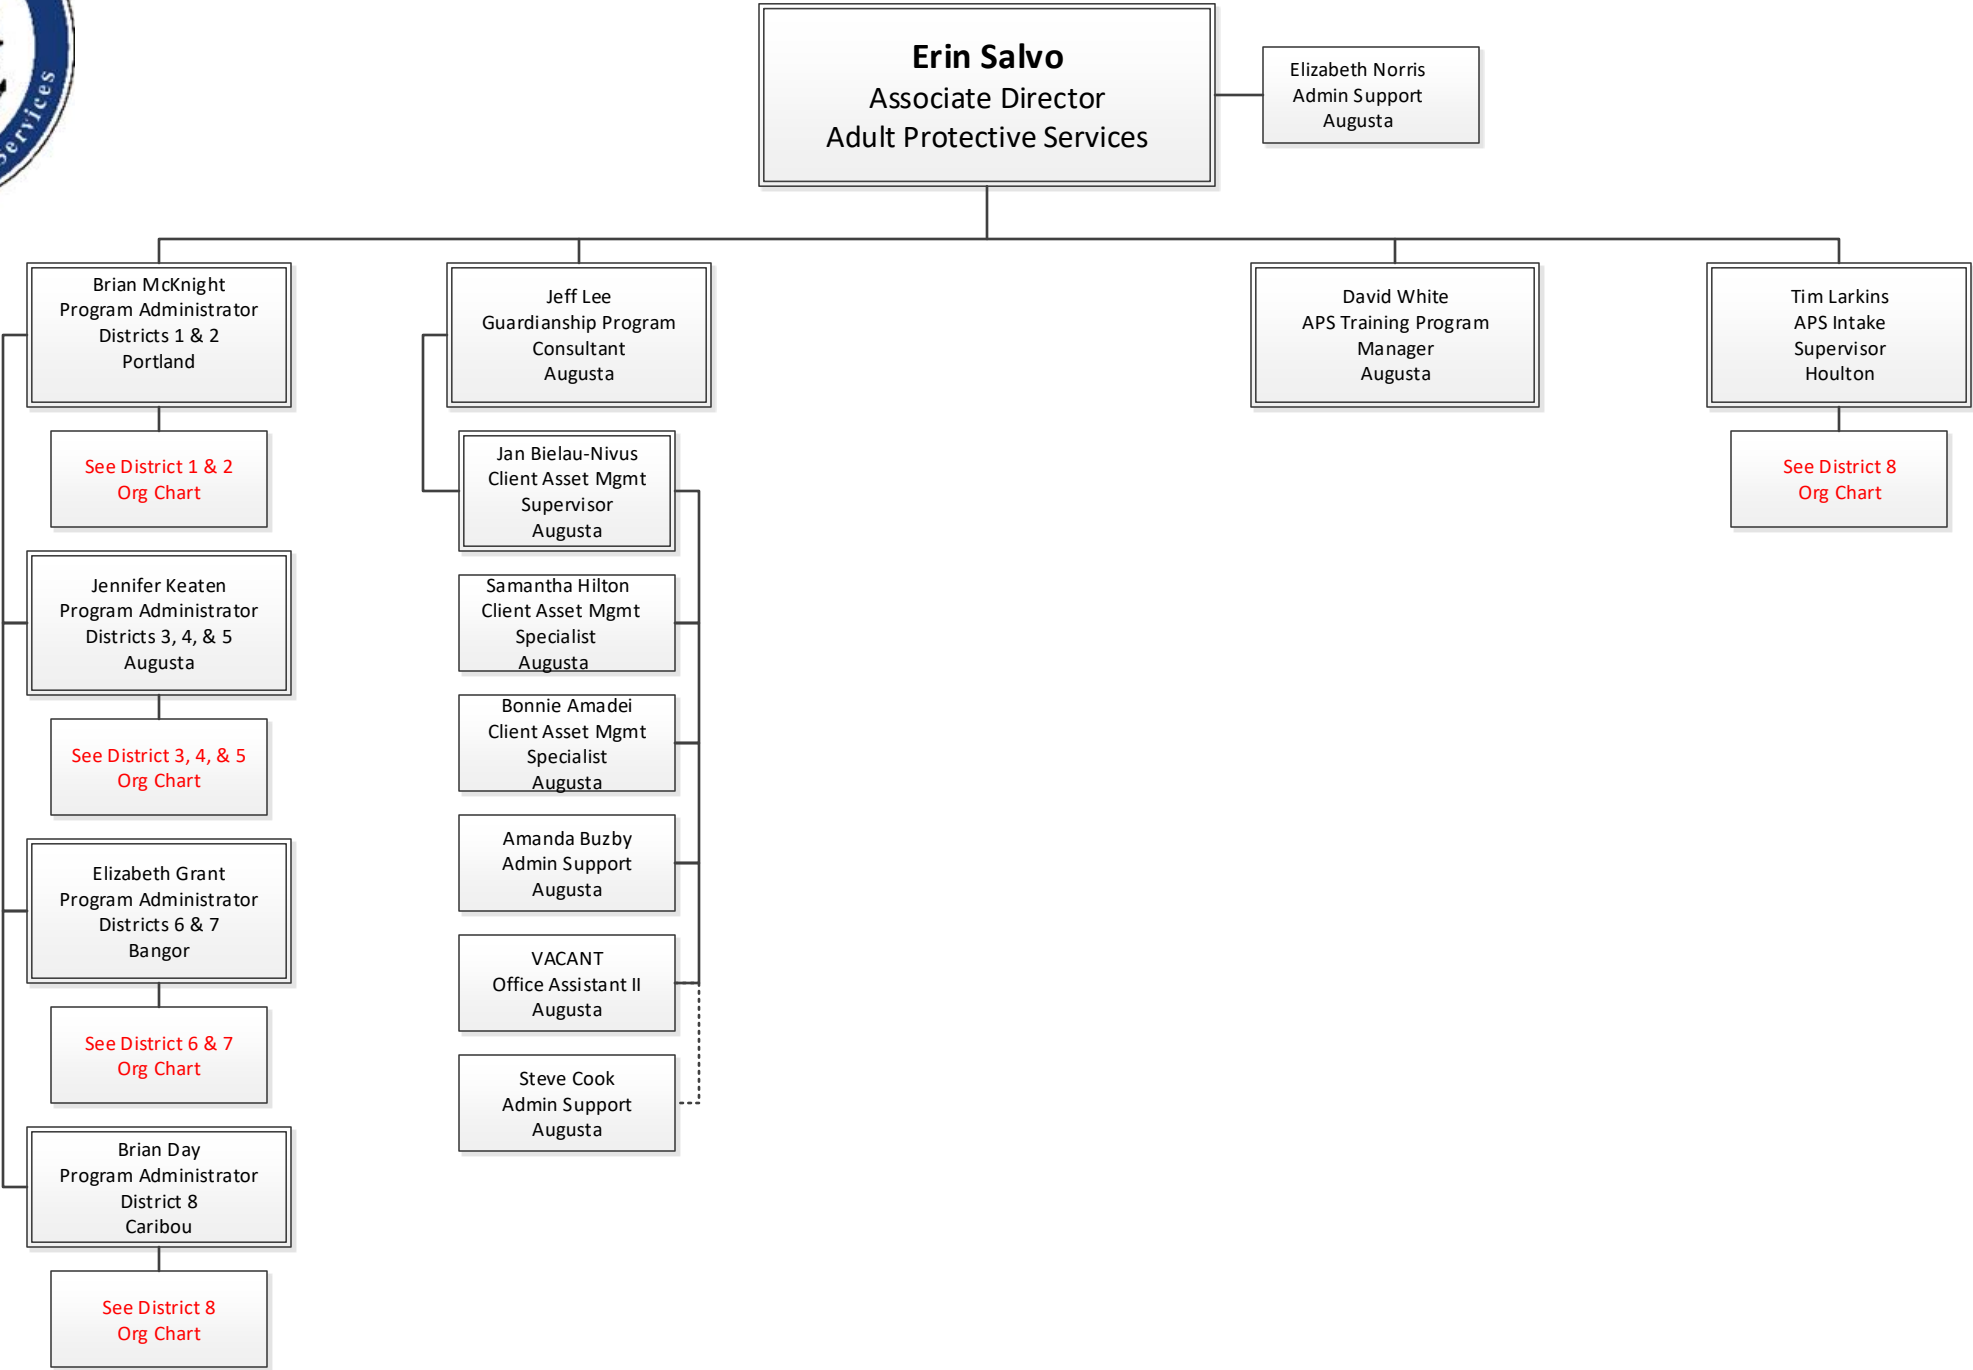 Services
Erin Salvo
Associate Director
Adult Protective Services
Elizabeth Norris
Admin Support
Augusta
Brian McKnight
Program Administrator
Districts 1 & 2
Portland
See District 1 & 2
Org Chart
Jennifer Keaten
Program Administrator
Districts 3, 4, & 5
Augusta
See District 3, 4, & 5
Org Chart
Elizabeth Grant
Program Administrator
Districts 6 & 7
Bangor
See District 6 & 7
Org Chart
Brian Day
Program Administrator
District 8
Caribou
See District 8
Org Chart
Jeff Lee
Guardianship Program
Consultant
Augusta
Jan Bielau-Nivus
Client Asset Mgmt
Supervisor
Augusta
Samantha Hilton
Client Asset Mgmt
Specialist
Augusta
Bonnie Amadei
Client Asset Mgmt
Specialist
Augusta
Amanda Buzby
Admin Support
Augusta
VACANT
Office Assistant II
Augusta
Steve Cook
Admin Support
Augusta
David White
APS Training Program
Manager
Augusta
Tim Larkins
APS Intake
Supervisor
Houlton
See District 8
Org Chart